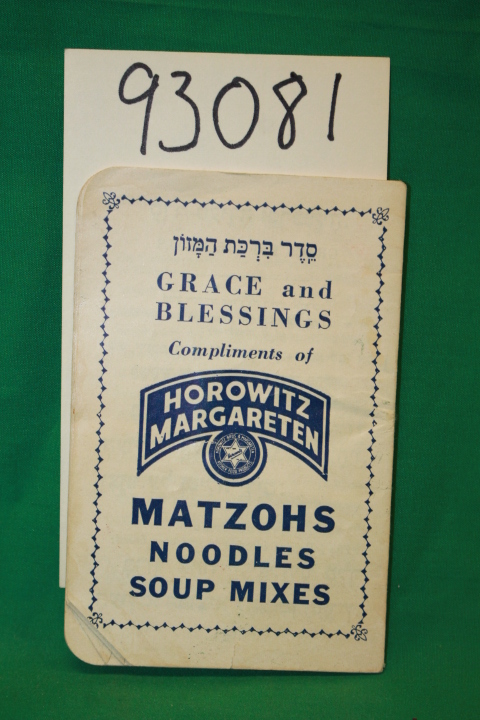 93081
סֵדֶר בִּרְכַּת הַמָּזוֹן
GRACE and
BLESSINGS
Compliments of
HOROWITZ
MARGARETEN
MATZOHS
NOODLES
SOUP MIXES